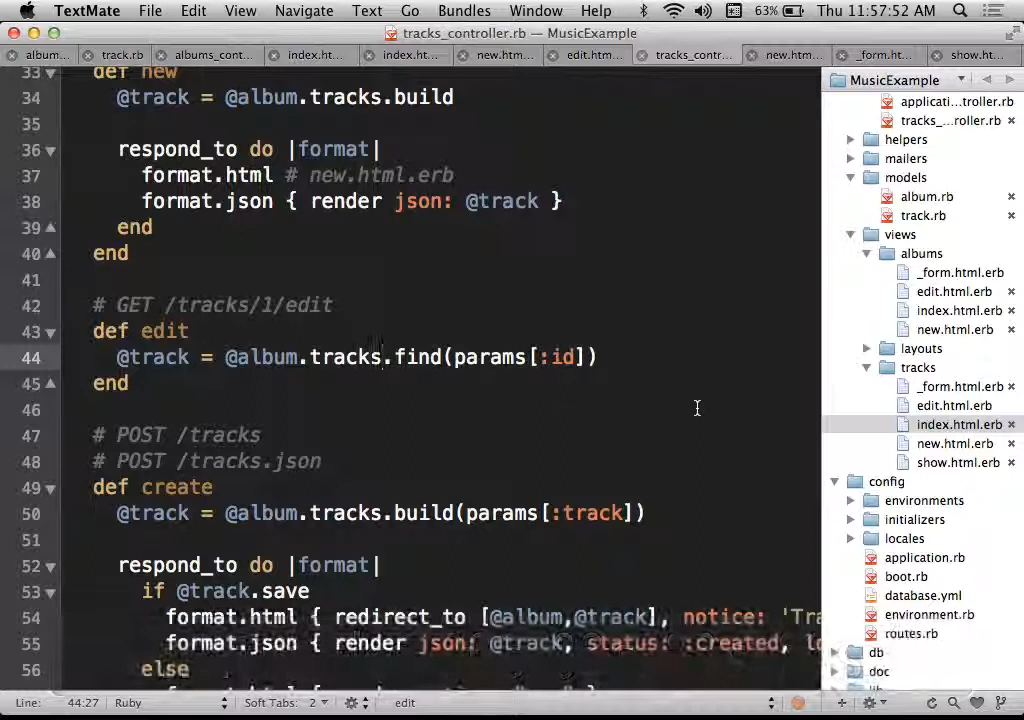 TextMate File Edit View Navigate Text Go Bundles Window Help 63% Thu 11:57:52 AM
tracks_controller.rb — MusicExample
album... track.rb albums_cont... index.ht... index.ht... new.htm... edit.htm... tracks_contr... new.htm... _form.ht... show.ht...
33 def new
34 @track = @album.tracks.build
35
36 respond_to do |format|
37 format.html # new.html.erb
38 format.json { render json: @track }
39 end
40 end
41
42 # GET /tracks/1/edit
43 def edit
44 @track = @album.tracks.find(params[:id])
45 end
46
47 # POST /tracks
48 # POST /tracks.json
49 def create
50 @track = @album.tracks.build(params[:track])
51
52 respond_to do |format|
53 if @track.save
54 format.html { redirect_to [@album,@track], notice: 'Tra
55 format.json { render json: @track, status: :created, lo
56 else
Line: 44:27 Ruby Soft Tabs: 2 edit
MusicExample
applicati...troller.rb
tracks_...roller.rb
helpers
mailers
models
album.rb
track.rb
views
albums
_form.html.erb
edit.html.erb
index.html.erb
new.html.erb
layouts
tracks
_form.html.erb
edit.html.erb
index.html.erb
new.html.erb
show.html.erb
config
environments
initializers
locales
application.rb
boot.rb
database.yml
environment.rb
routes.rb
db
doc
lib